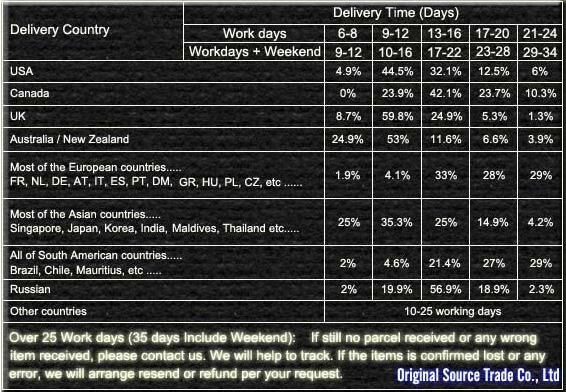 Delivery Country Delivery Time (Days)
Work days 6-8 9-12 13-16 17-20 21-24
Workdays + Weekend 9-12 10-16 17-22 23-28 29-34
USA 4.9% 44.5% 32.1% 12.5% 6%
Canada 0% 23.9% 42.1% 23.7% 10.3%
UK 8.7% 59.8% 24.9% 5.3% 1.3%
Australia / New Zealand 24.9% 53% 11.6% 6.6% 3.9%
Most of the European countries.....
FR, NL, DE, AT, IT, ES, PT, DM, GR, HU, PL, CZ, etc ...... 1.9% 4.1% 33% 28% 29%
Most of the Asian countries.....
Singapore, Japan, Korea, India, Maldives, Thailand etc..... 25% 35.3% 25% 14.9% 4.2%
All of South American countries.....
Brazil, Chile, Mauritius, etc ..... 2% 4.6% 21.4% 27% 29%
Russian 2% 19.9% 56.9% 18.9% 2.3%
Other countries 10-25 working days
Over 25 Work days (35 days Include Weekend): If still no parcel received or any wrong
item received, please contact us. We will help to track. If the items is confirmed lost or any
error, we will arrange resend or refund per your request.
Original Source Trade Co., Ltd